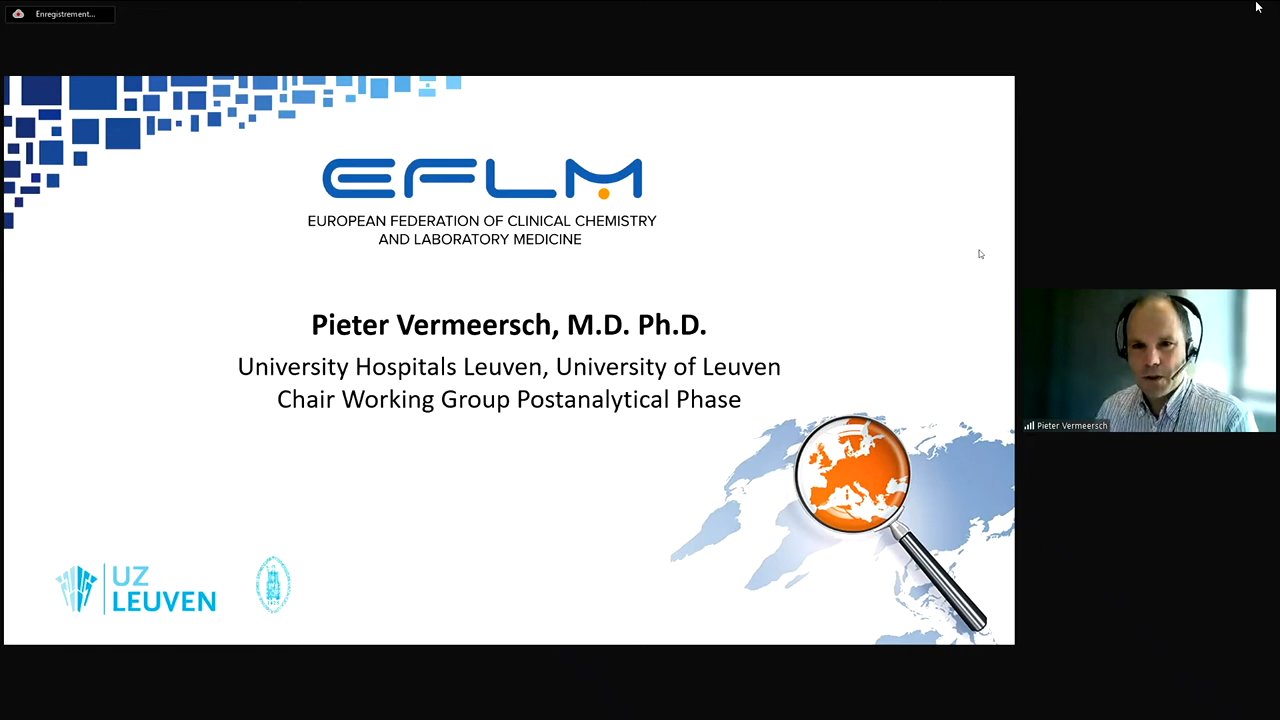 Enregistrement...
EFLM
EUROPEAN FEDERATION OF CLINICAL CHEMISTRY
AND LABORATORY MEDICINE
Pieter Vermeersch, M.D. Ph.D.
University Hospitals Leuven, University of Leuven
Chair Working Group Postanalytical Phase
Pieter Vermeersch
UZ
LEUVEN